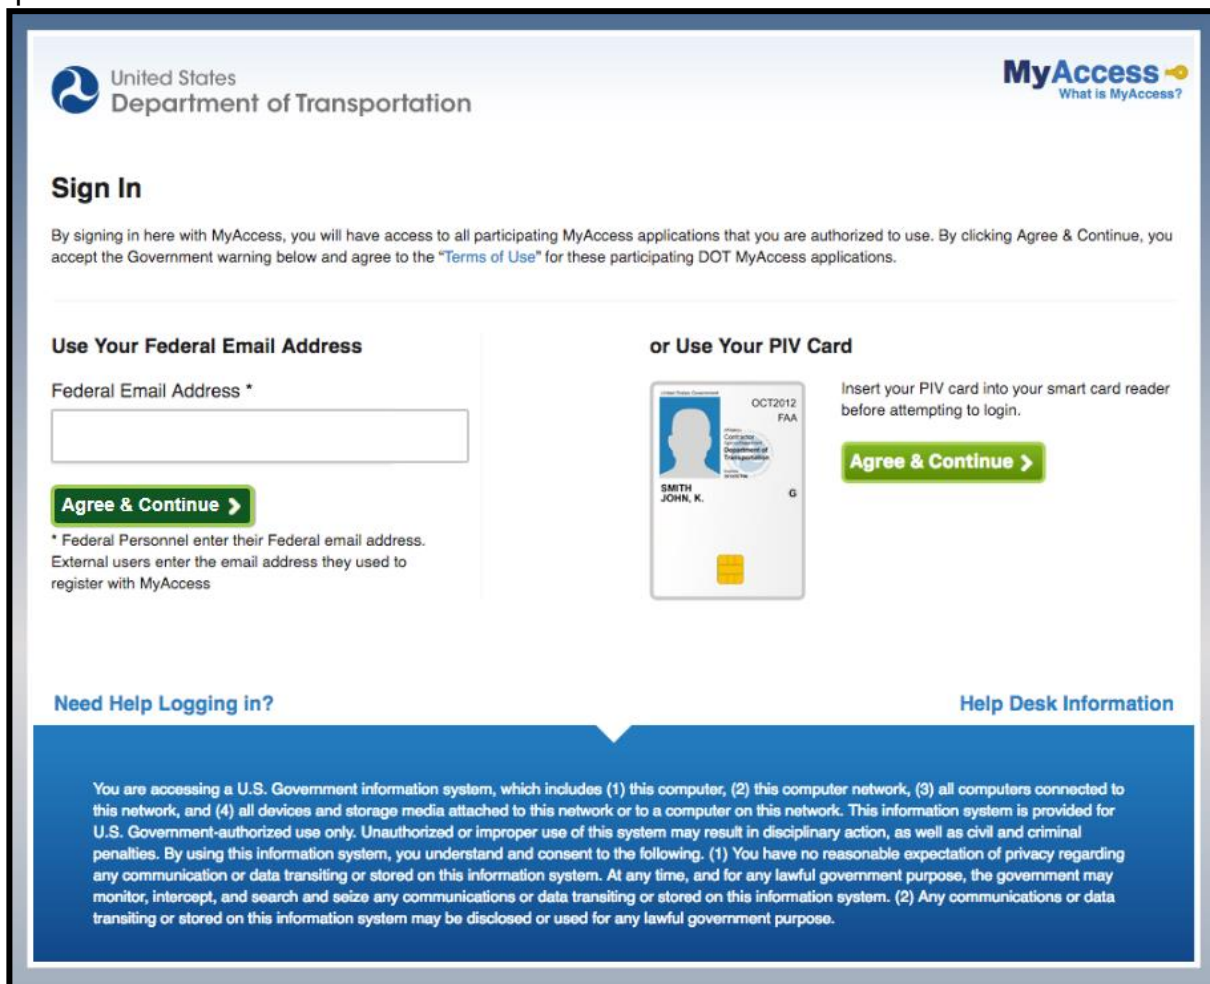 United States
Department of Transportation
MyAccess
What is MyAccess?
Sign In
By signing in here with MyAccess, you will have access to all participating MyAccess applications that you are authorized to use. By clicking Agree & Continue, you
accept the Government warning below and agree to the “Terms of Use” for these participating DOT MyAccess applications.
Use Your Federal Email Address
Federal Email Address *
Agree & Continue
* Federal Personnel enter their Federal email address.
External users enter the email address they used to
register with MyAccess
or Use Your PIV Card
United States Government
OCT2012
FAA
Contractor
Department of
Transportation
SMITH
JOHN, K.
G
Insert your PIV card into your smart card reader
before attempting to login.
Agree & Continue
Need Help Logging in?
Help Desk Information
You are accessing a U.S. Government information system, which includes (1) this computer, (2) this computer network, (3) all computers connected to
this network, and (4) all devices and storage media attached to this network or to a computer on this network. This information system is provided for
U.S. Government-authorized use only. Unauthorized or improper use of this system may result in disciplinary action, as well as civil and criminal
penalties. By using this information system, you understand and consent to the following. (1) You have no reasonable expectation of privacy regarding
any communication or data transiting or stored on this information system. At any time, and for any lawful government purpose, the government may
monitor, intercept, and search and seize any communications or data transiting or stored on this information system. (2) Any communications or data
transiting or stored on this information system may be disclosed or used for any lawful government purpose.